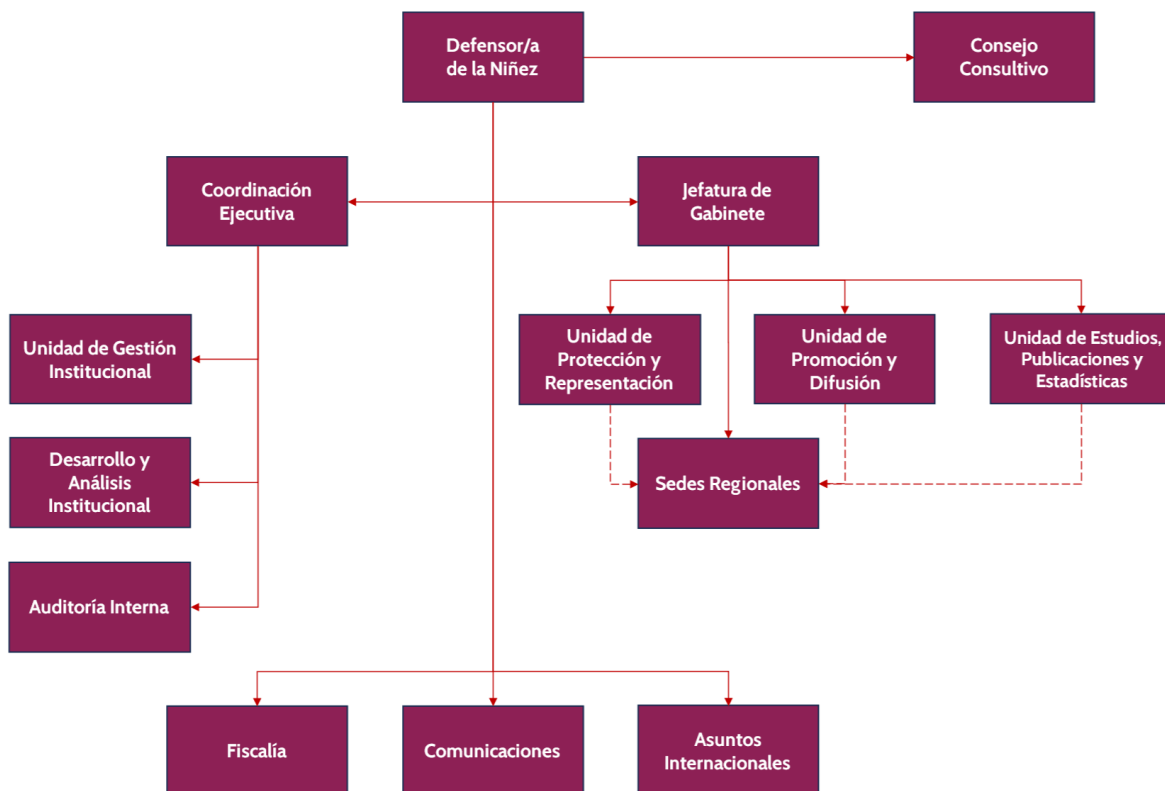 Defensor/a
de la Niñez
Consejo
Consultivo
Coordinación
Ejecutiva
Jefatura de
Gabinete
Unidad de Gestión
Institucional
Unidad de
Protección y
Representación
Unidad de
Promoción y
Difusión
Unidad de Estudios,
Publicaciones y
Estadísticas
Desarrollo y
Análisis
Institucional
Sedes Regionales
Auditoría Interna
Fiscalía
Comunicaciones
Asuntos
Internacionales